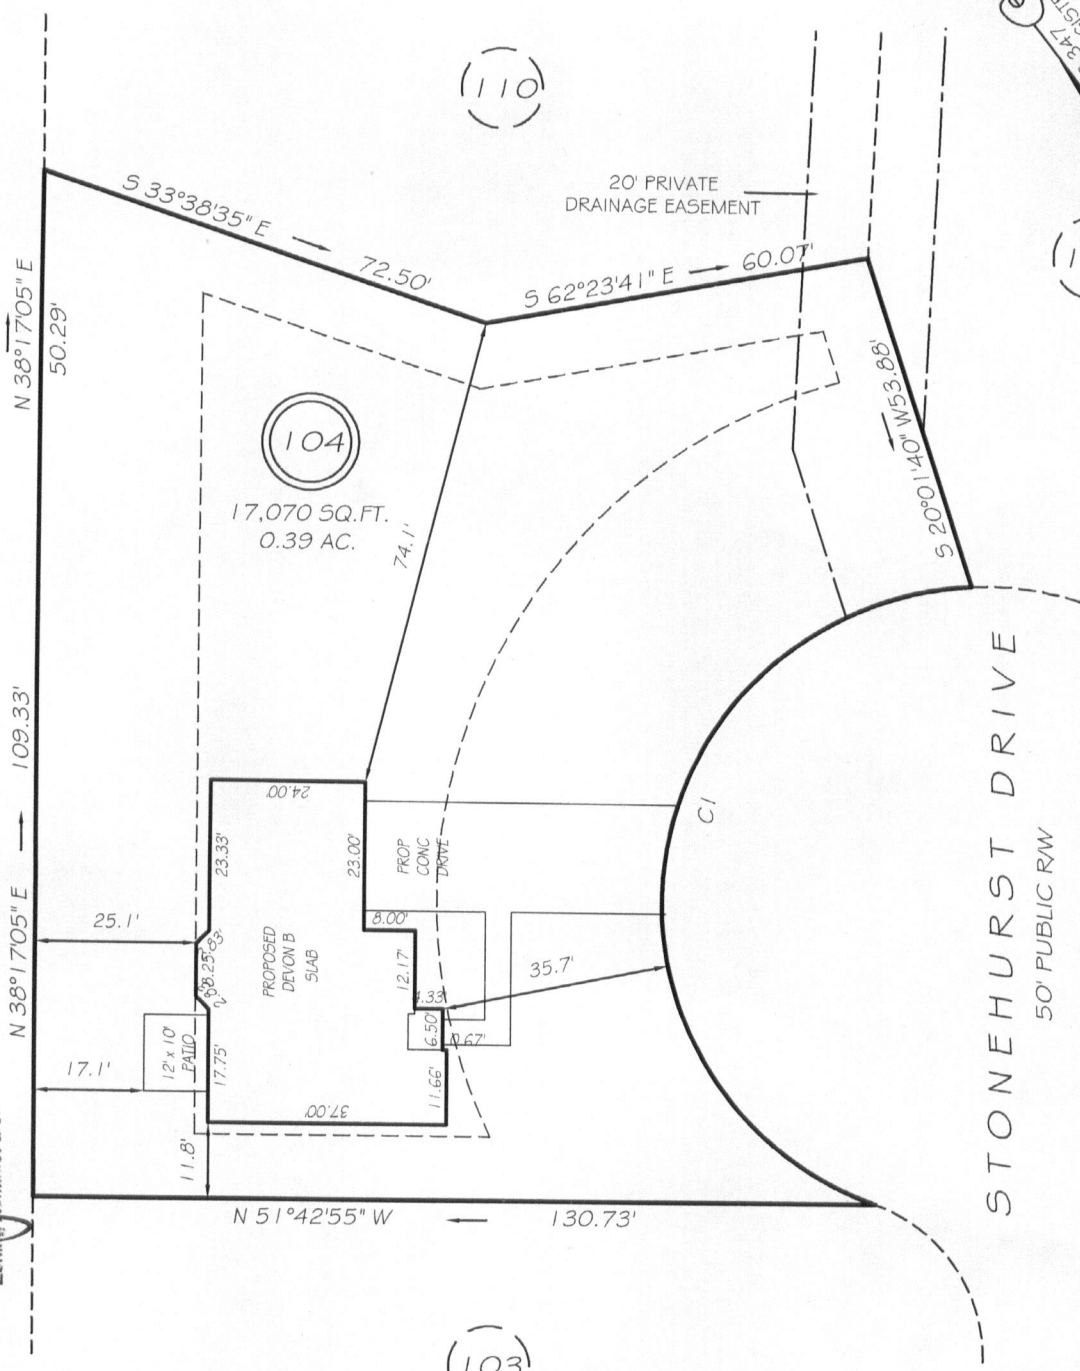 110
347
20' PRIVATE
DRAINAGE EASEMENT
S 33°38'35" E
72.50'
S 62°23'41" E
60.07'
N 38°17'05" E
50.29'
S 20°01'40" W 53.88'
104
17,070 SQ.FT.
0.39 AC.
74.1'
N 38°17'05" E
109.33'
24.00'
23.33'
23.00'
PROP
CONC
DRIVE
C1
STONEHURST DRIVE
50' PUBLIC R/W
25.1'
8.00'
8.25'
PROPOSED
DEVON B
SLAB
12.17'
35.7'
4.33'
6.50'
0.67'
12' x 10'
PATIO
17.1'
17.75'
11.66'
37.00'
11.8'
N 51°42'55" W
130.73'
103